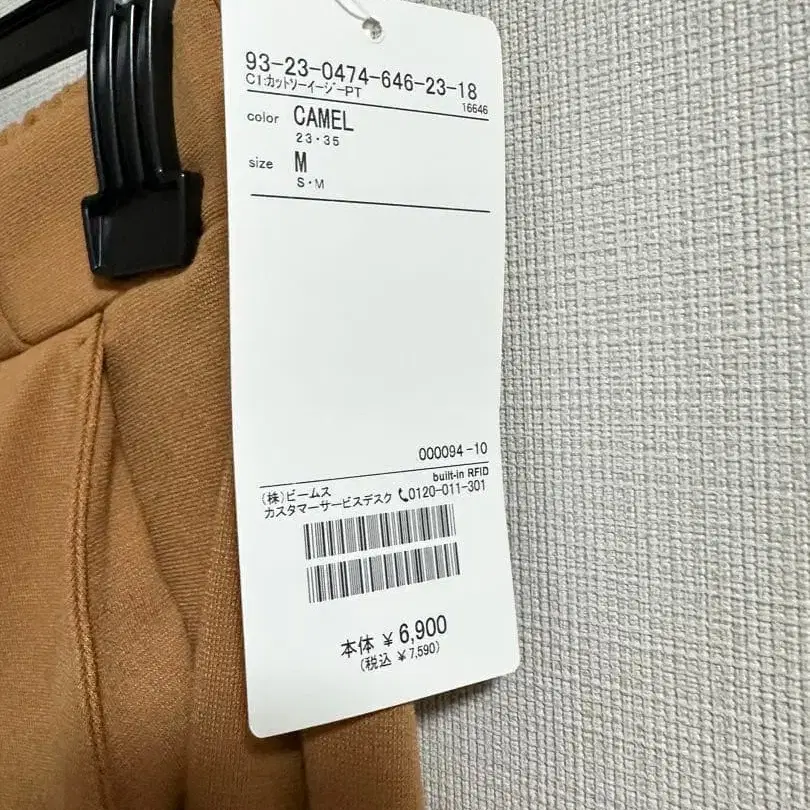 93-23-0474-646-23-18
C1:カットソーイージーPT
16646
color CAMEL
23・35
size M
S・M
000094-10
built-in RFID
(株)ビームス
カスタマーサービスデスク 0120-011-301
本体 ¥6,900
(税込 ¥7,590)